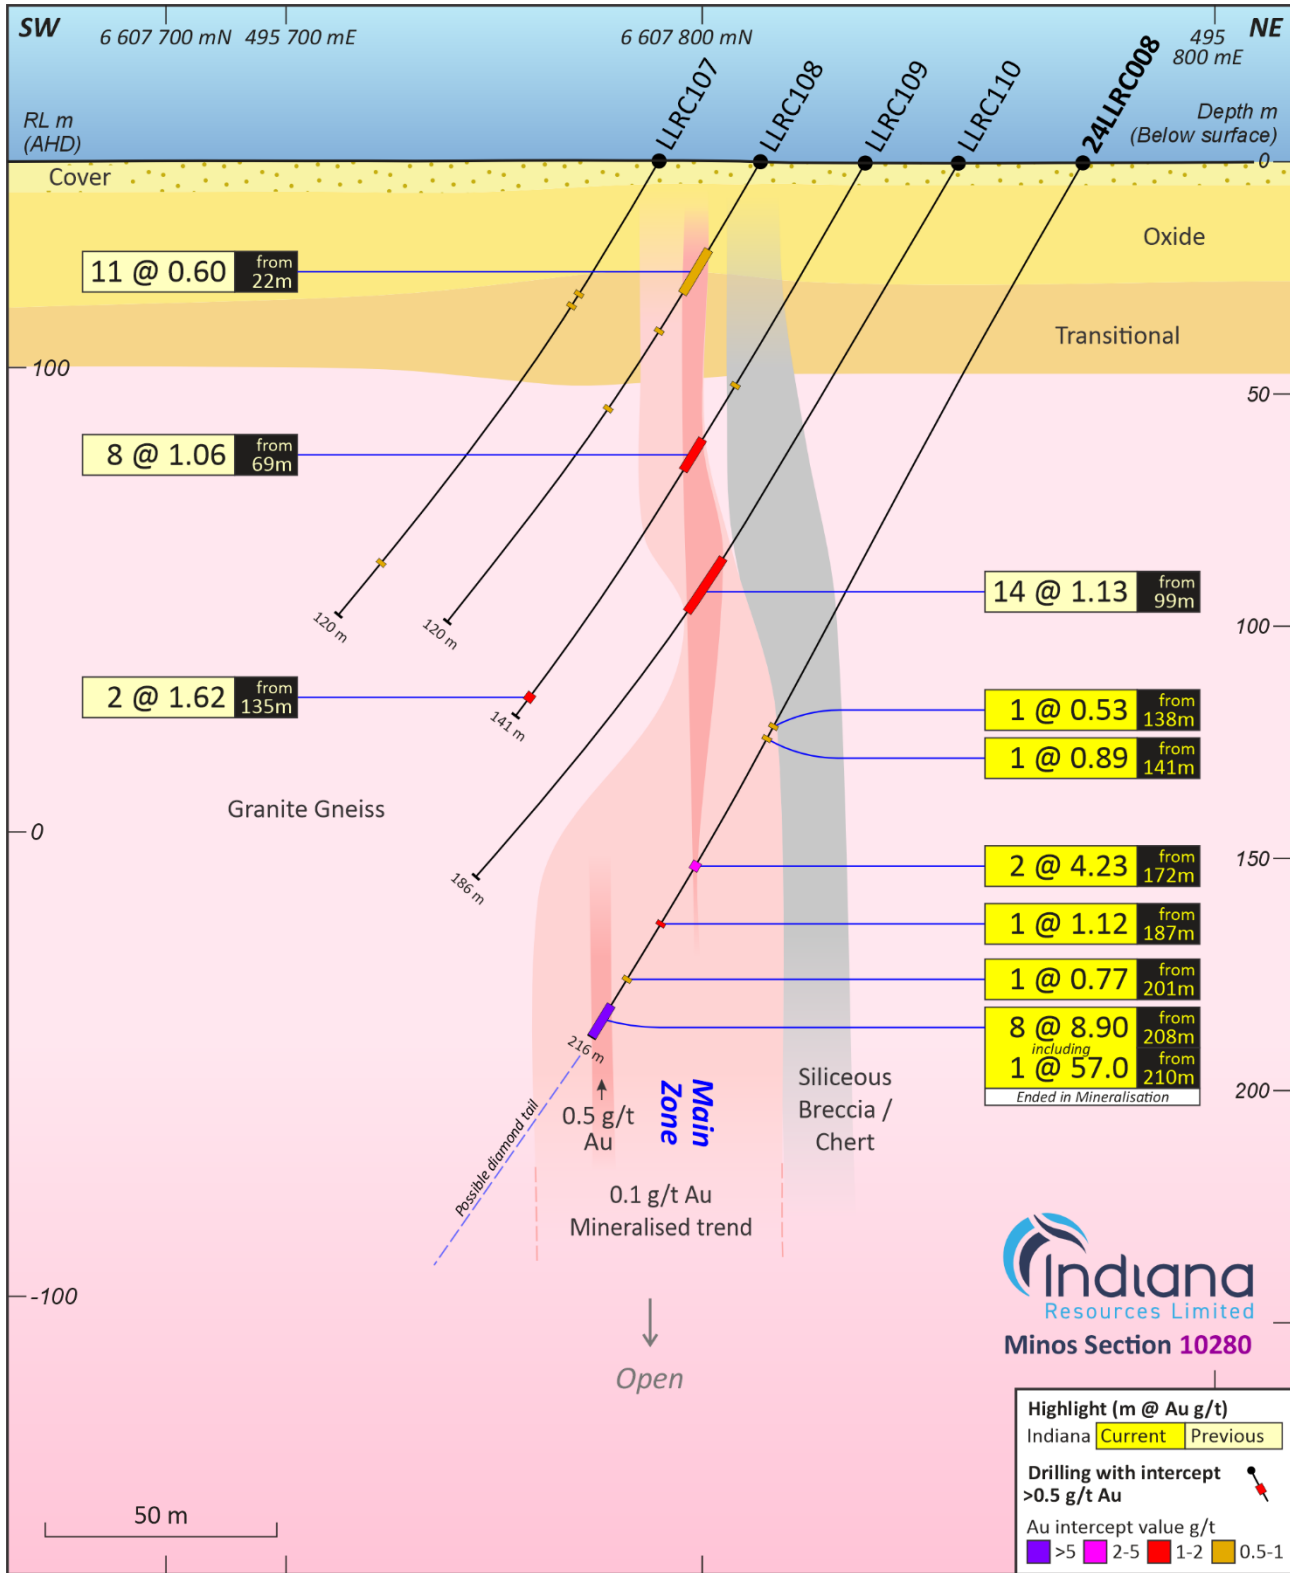 SW
6 607 700 mN
495 700 mE
6 607 800 mN
495
800 mE
NE
RL m
(AHD)
LLRC107
LLRC108
LLRC109
LLRC110
24LLRC008
Depth m
(Below surface)
0
Cover
Oxide
11 @ 0.60 from 22m
Transitional
100
50
8 @ 1.06 from 69m
14 @ 1.13 from 99m
120 m
120 m
100
2 @ 1.62 from 135m
141 m
1 @ 0.53 from 138m
1 @ 0.89 from 141m
Granite Gneiss
0
150
186 m
2 @ 4.23 from 172m
1 @ 1.12 from 187m
1 @ 0.77 from 201m
8 @ 8.90 from 208m
including
1 @ 57.0 from 210m
Ended in Mineralisation
216 m
200
0.5 g/t
Au
Main
Zone
Siliceous
Breccia /
Chert
Possible diamond tail
0.1 g/t Au
Mineralised trend
-100
Open
Indiana
Resources Limited
Minos Section 10280
Highlight (m @ Au g/t)
Indiana Current Previous
Drilling with intercept
>0.5 g/t Au
Au intercept value g/t
>5 2-5 1-2 0.5-1
50 m